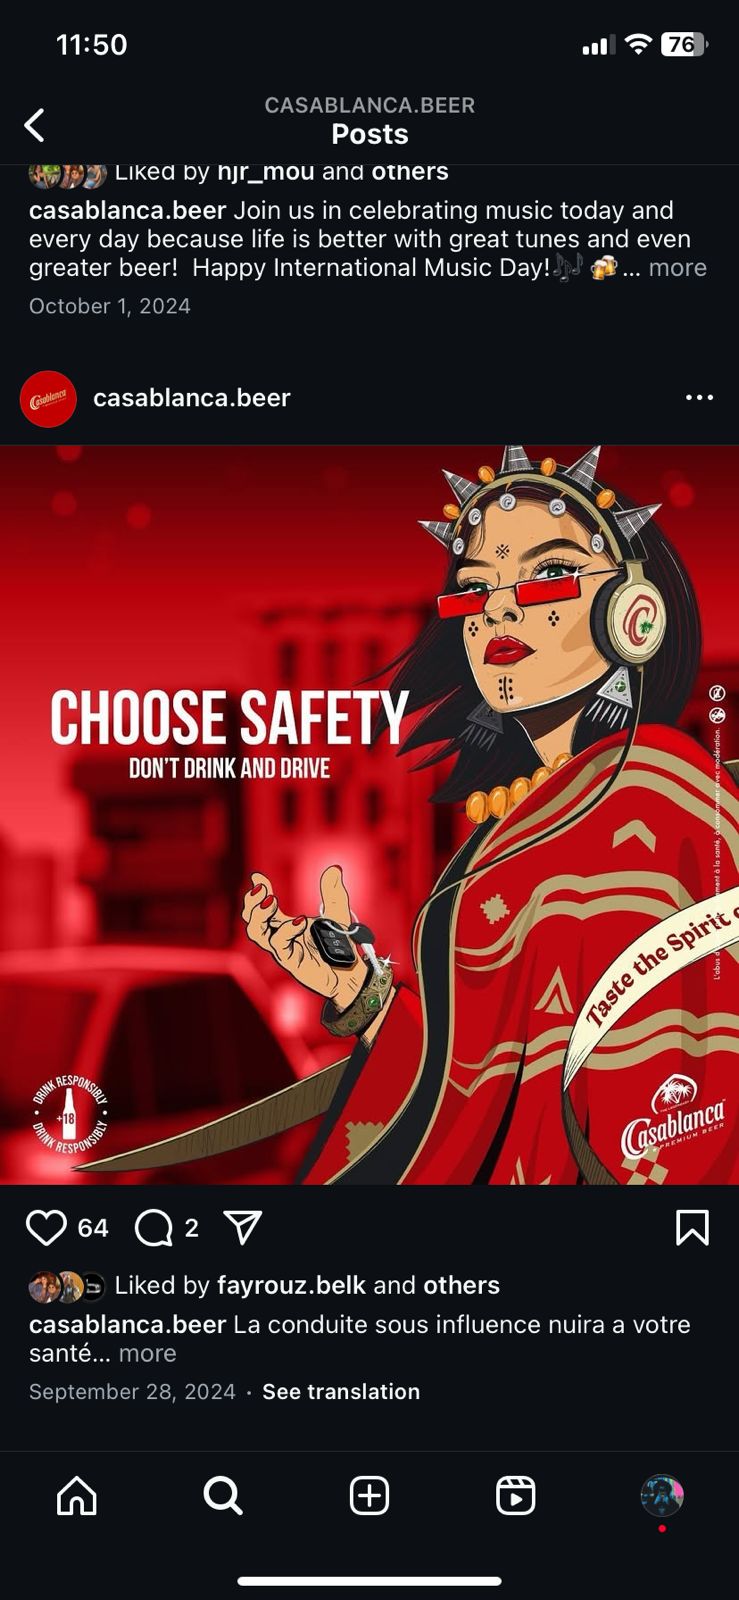 11:50
76
CASABLANCA.BEER
Posts
Liked by hjr_mou and others
casablanca.beer Join us in celebrating music today and
every day because life is better with great tunes and even
greater beer! Happy International Music Day!🎶 🍻 ... more
October 1, 2024
Casablanca
casablanca.beer
CHOOSE SAFETY
DON'T DRINK AND DRIVE
C
L'abus d
ment à la santé, à consommer avec modération.
Taste the Spirit
DRINK RESPONSIBLY
+18
DRINK RESPONSIBLY
Casablanca
PREMIUM BEER
64
2
Liked by fayrouz.belk and others
casablanca.beer La conduite sous influence nuira a votre
santé... more
September 28, 2024 · See translation